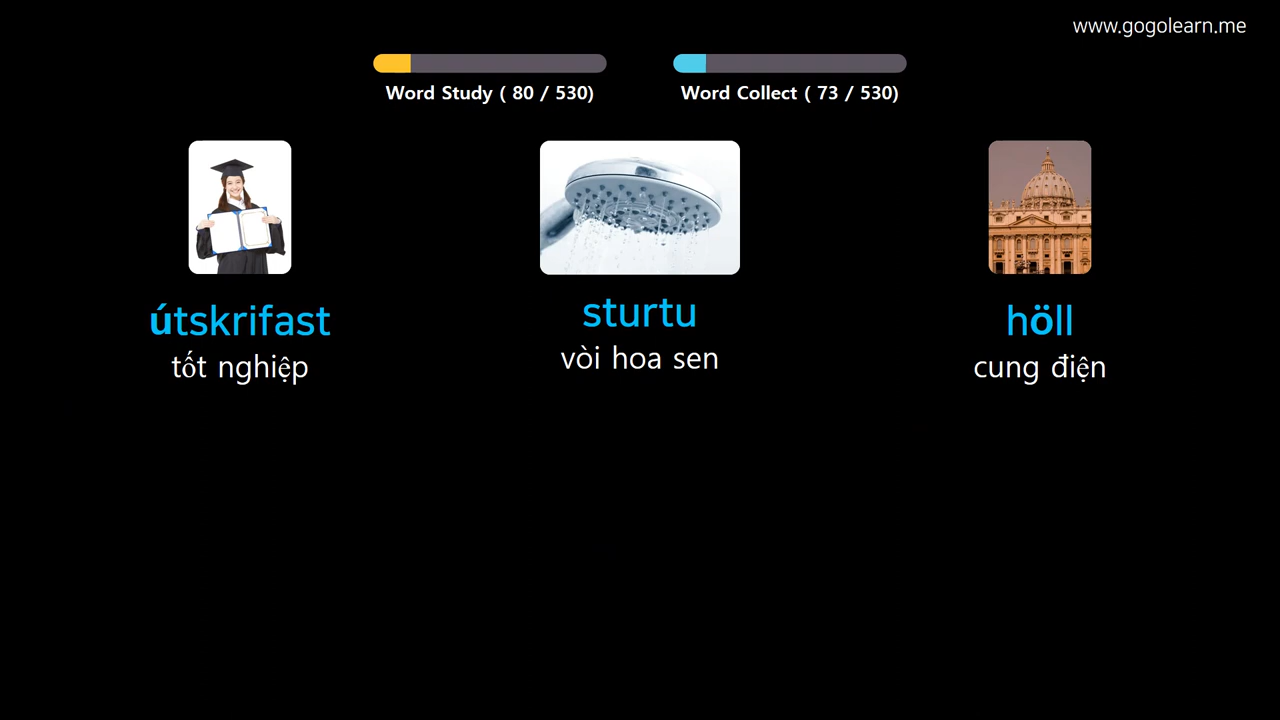 www.gogolearn.me
Word Study ( 80 / 530)
Word Collect ( 73 / 530)
útskrifast
tốt nghiệp
sturtu
vòi hoa sen
höll
cung điện